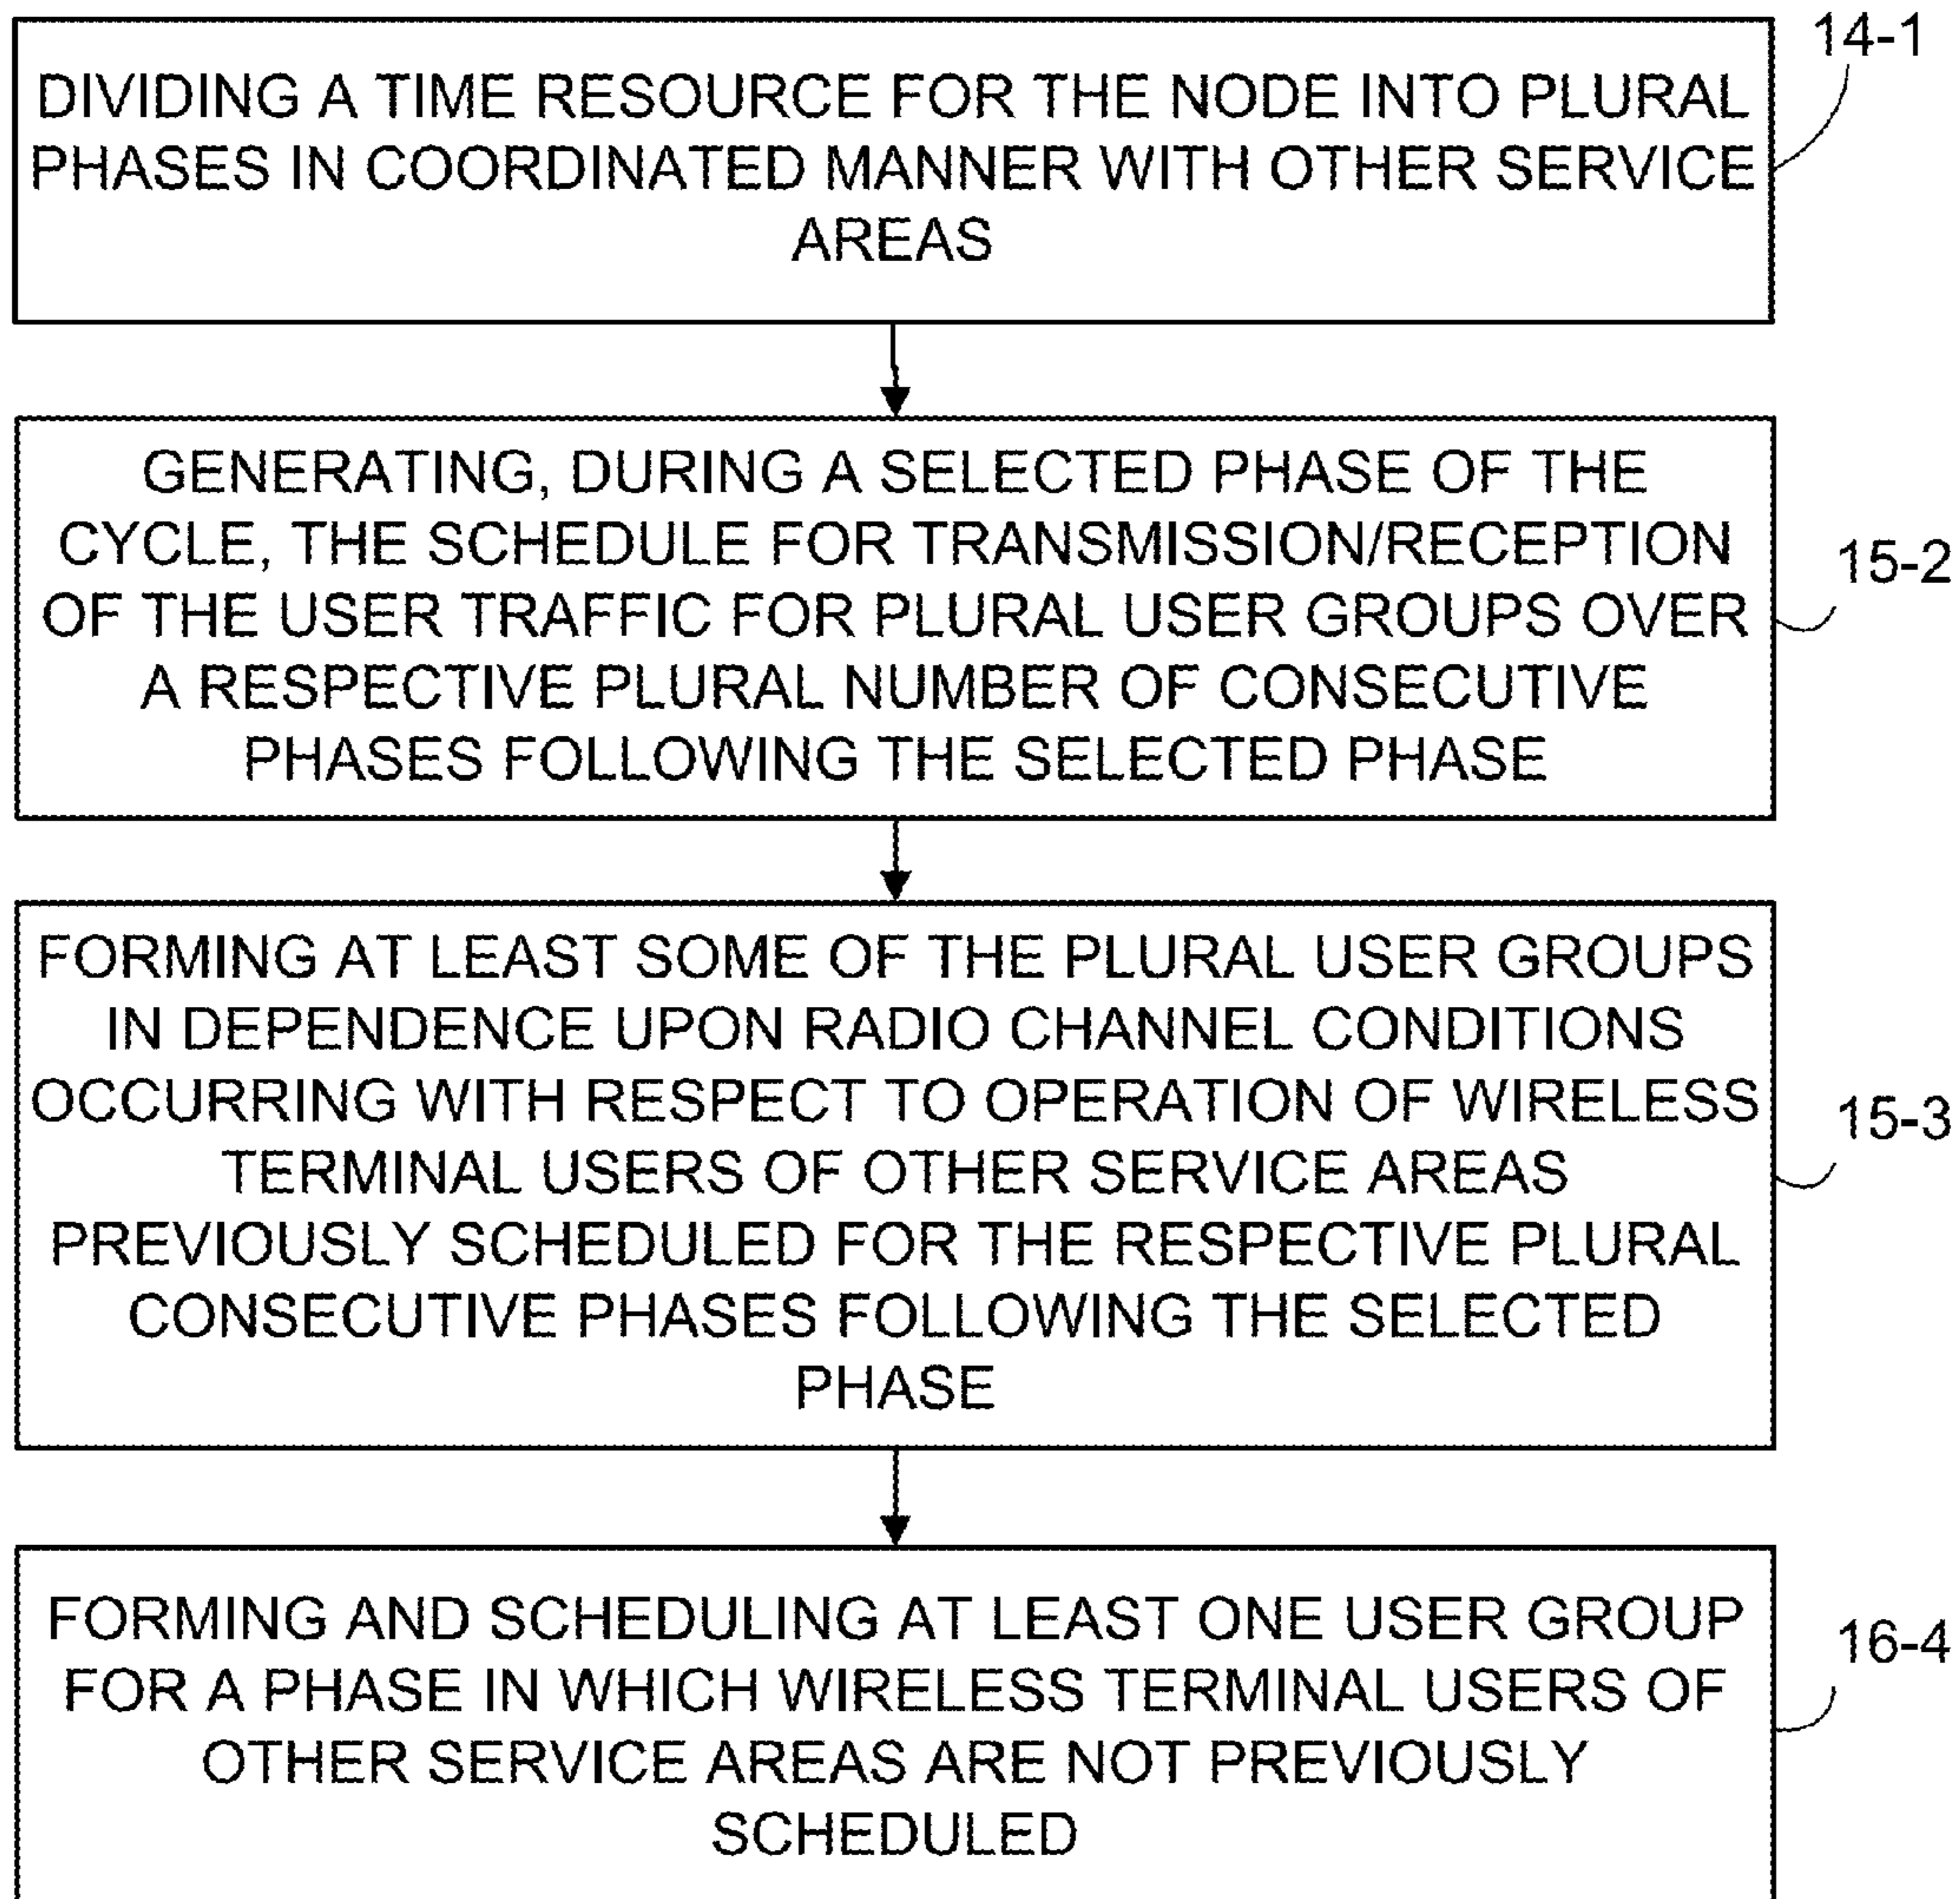 14-1
DIVIDING A TIME RESOURCE FOR THE NODE INTO PLURAL
PHASES IN COORDINATED MANNER WITH OTHER SERVICE
AREAS
GENERATING, DURING A SELECTED PHASE OF THE
CYCLE, THE SCHEDULE FOR TRANSMISSION/RECEPTION
OF THE USER TRAFFIC FOR PLURAL USER GROUPS OVER
A RESPECTIVE PLURAL NUMBER OF CONSECUTIVE
PHASES FOLLOWING THE SELECTED PHASE
15-2
FORMING AT LEAST SOME OF THE PLURAL USER GROUPS
IN DEPENDENCE UPON RADIO CHANNEL CONDITIONS
OCCURRING WITH RESPECT TO OPERATION OF WIRELESS
TERMINAL USERS OF OTHER SERVICE AREAS
PREVIOUSLY SCHEDULED FOR THE RESPECTIVE PLURAL
CONSECUTIVE PHASES FOLLOWING THE SELECTED
PHASE
15-3
FORMING AND SCHEDULING AT LEAST ONE USER GROUP
FOR A PHASE IN WHICH WIRELESS TERMINAL USERS OF
OTHER SERVICE AREAS ARE NOT PREVIOUSLY
SCHEDULED
16-4